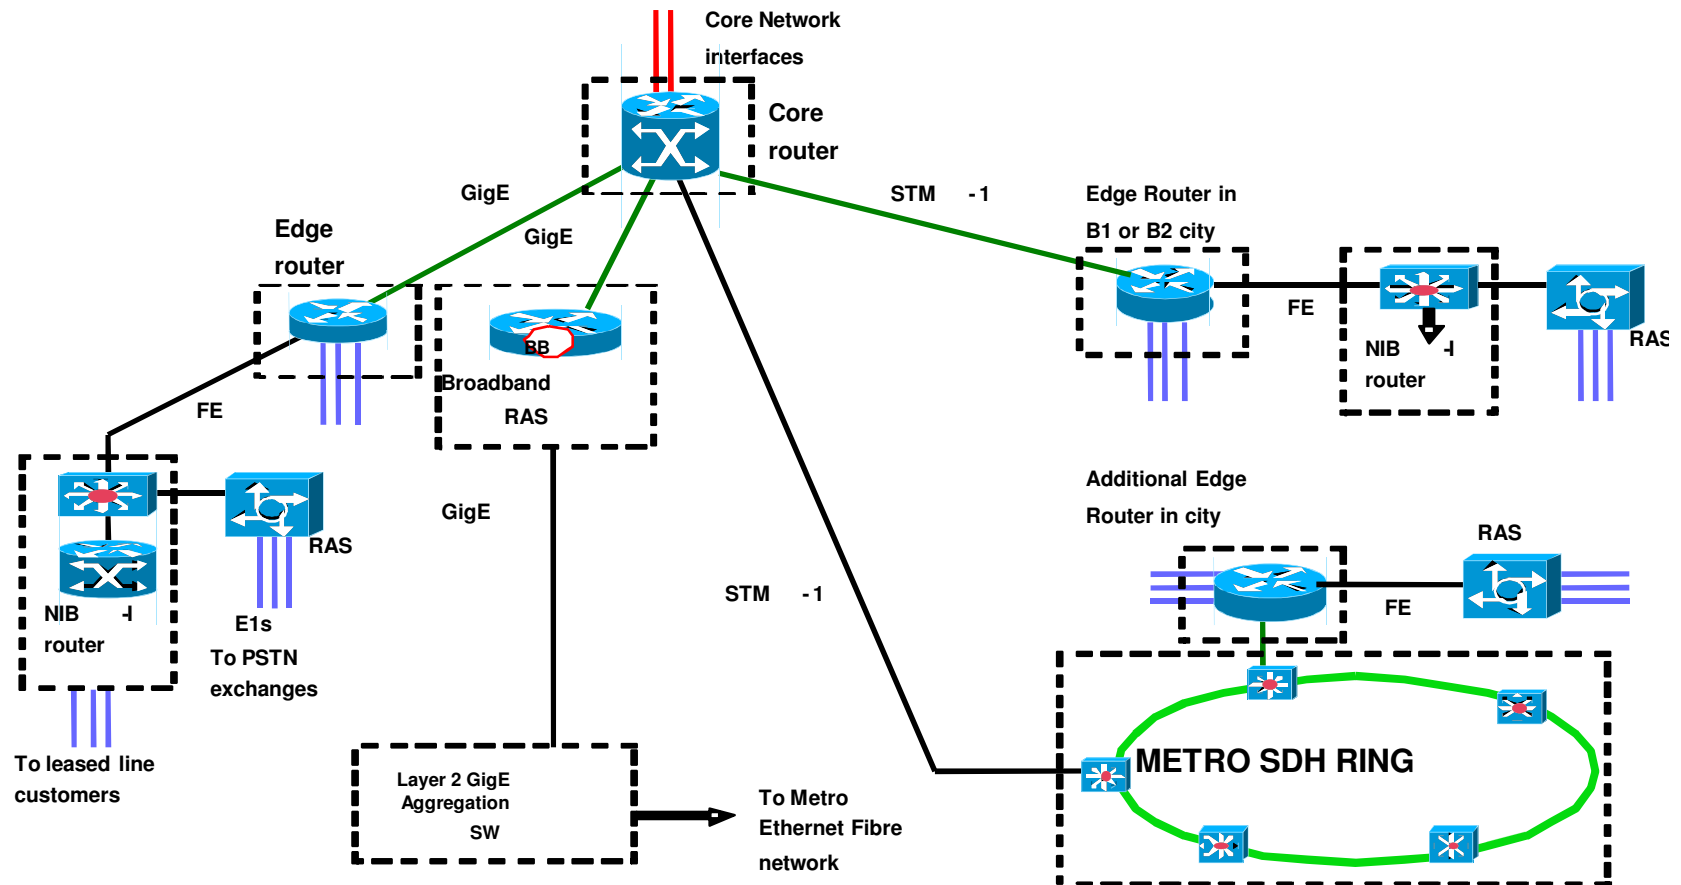 Core Network
interfaces
Core
router
GigE
STM -1
Edge Router in
B1 or B2 city
Edge
router
GigE
FE
NIB -I
router
RAS
BB
Broadband
RAS
FE
GigE
Additional Edge
Router in city
RAS
RAS
FE
STM -1
NIB -I
router
E1s
To PSTN
exchanges
To leased line
customers
METRO SDH RING
Layer 2 GigE
Aggregation
SW
To Metro
Ethernet Fibre
network